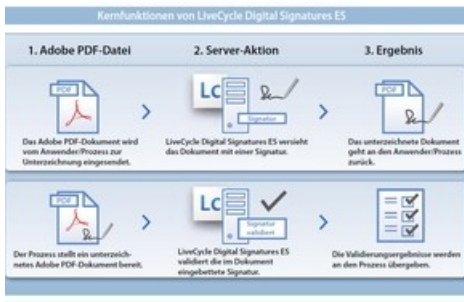 Kernfunktionen von LiveCycle Digital Signatures ES
1. Adobe PDF-Datei
2. Server-Aktion
3. Ergebnis
PDF
Lc
Signatur
PDF
Das Adobe PDF-Dokument wird
vom Anwender/Prozess zur
Unterzeichnung eingesendet.
LiveCycle Digital Signatures ES versieht
das Dokument mit einer Signatur.
Das unterzeichnete Dokument
geht an den Anwender/Prozess
zurück.
PDF
Lc
Signatur
validiert
Der Prozess stellt ein unterzeich-
netes Adobe PDF-Dokument bereit.
LiveCycle Digital Signatures ES
validiert die im Dokument
eingebettete Signatur.
Die Validierungsergebnisse werden
an den Prozess übergeben.